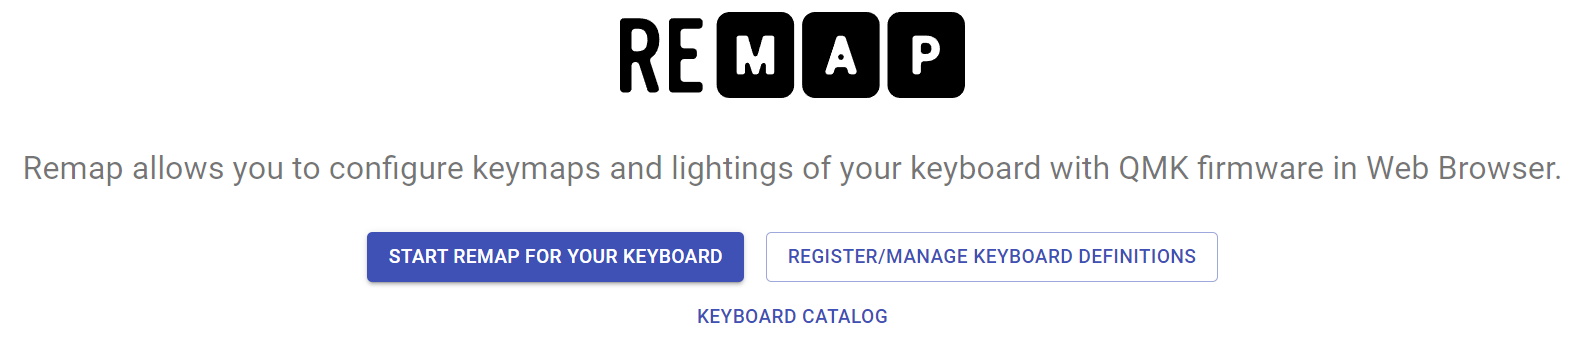 REMAP
Remap allows you to configure keymaps and lightings of your keyboard with QMK firmware in Web Browser.
START REMAP FOR YOUR KEYBOARD
REGISTER/MANAGE KEYBOARD DEFINITIONS
KEYBOARD CATALOG